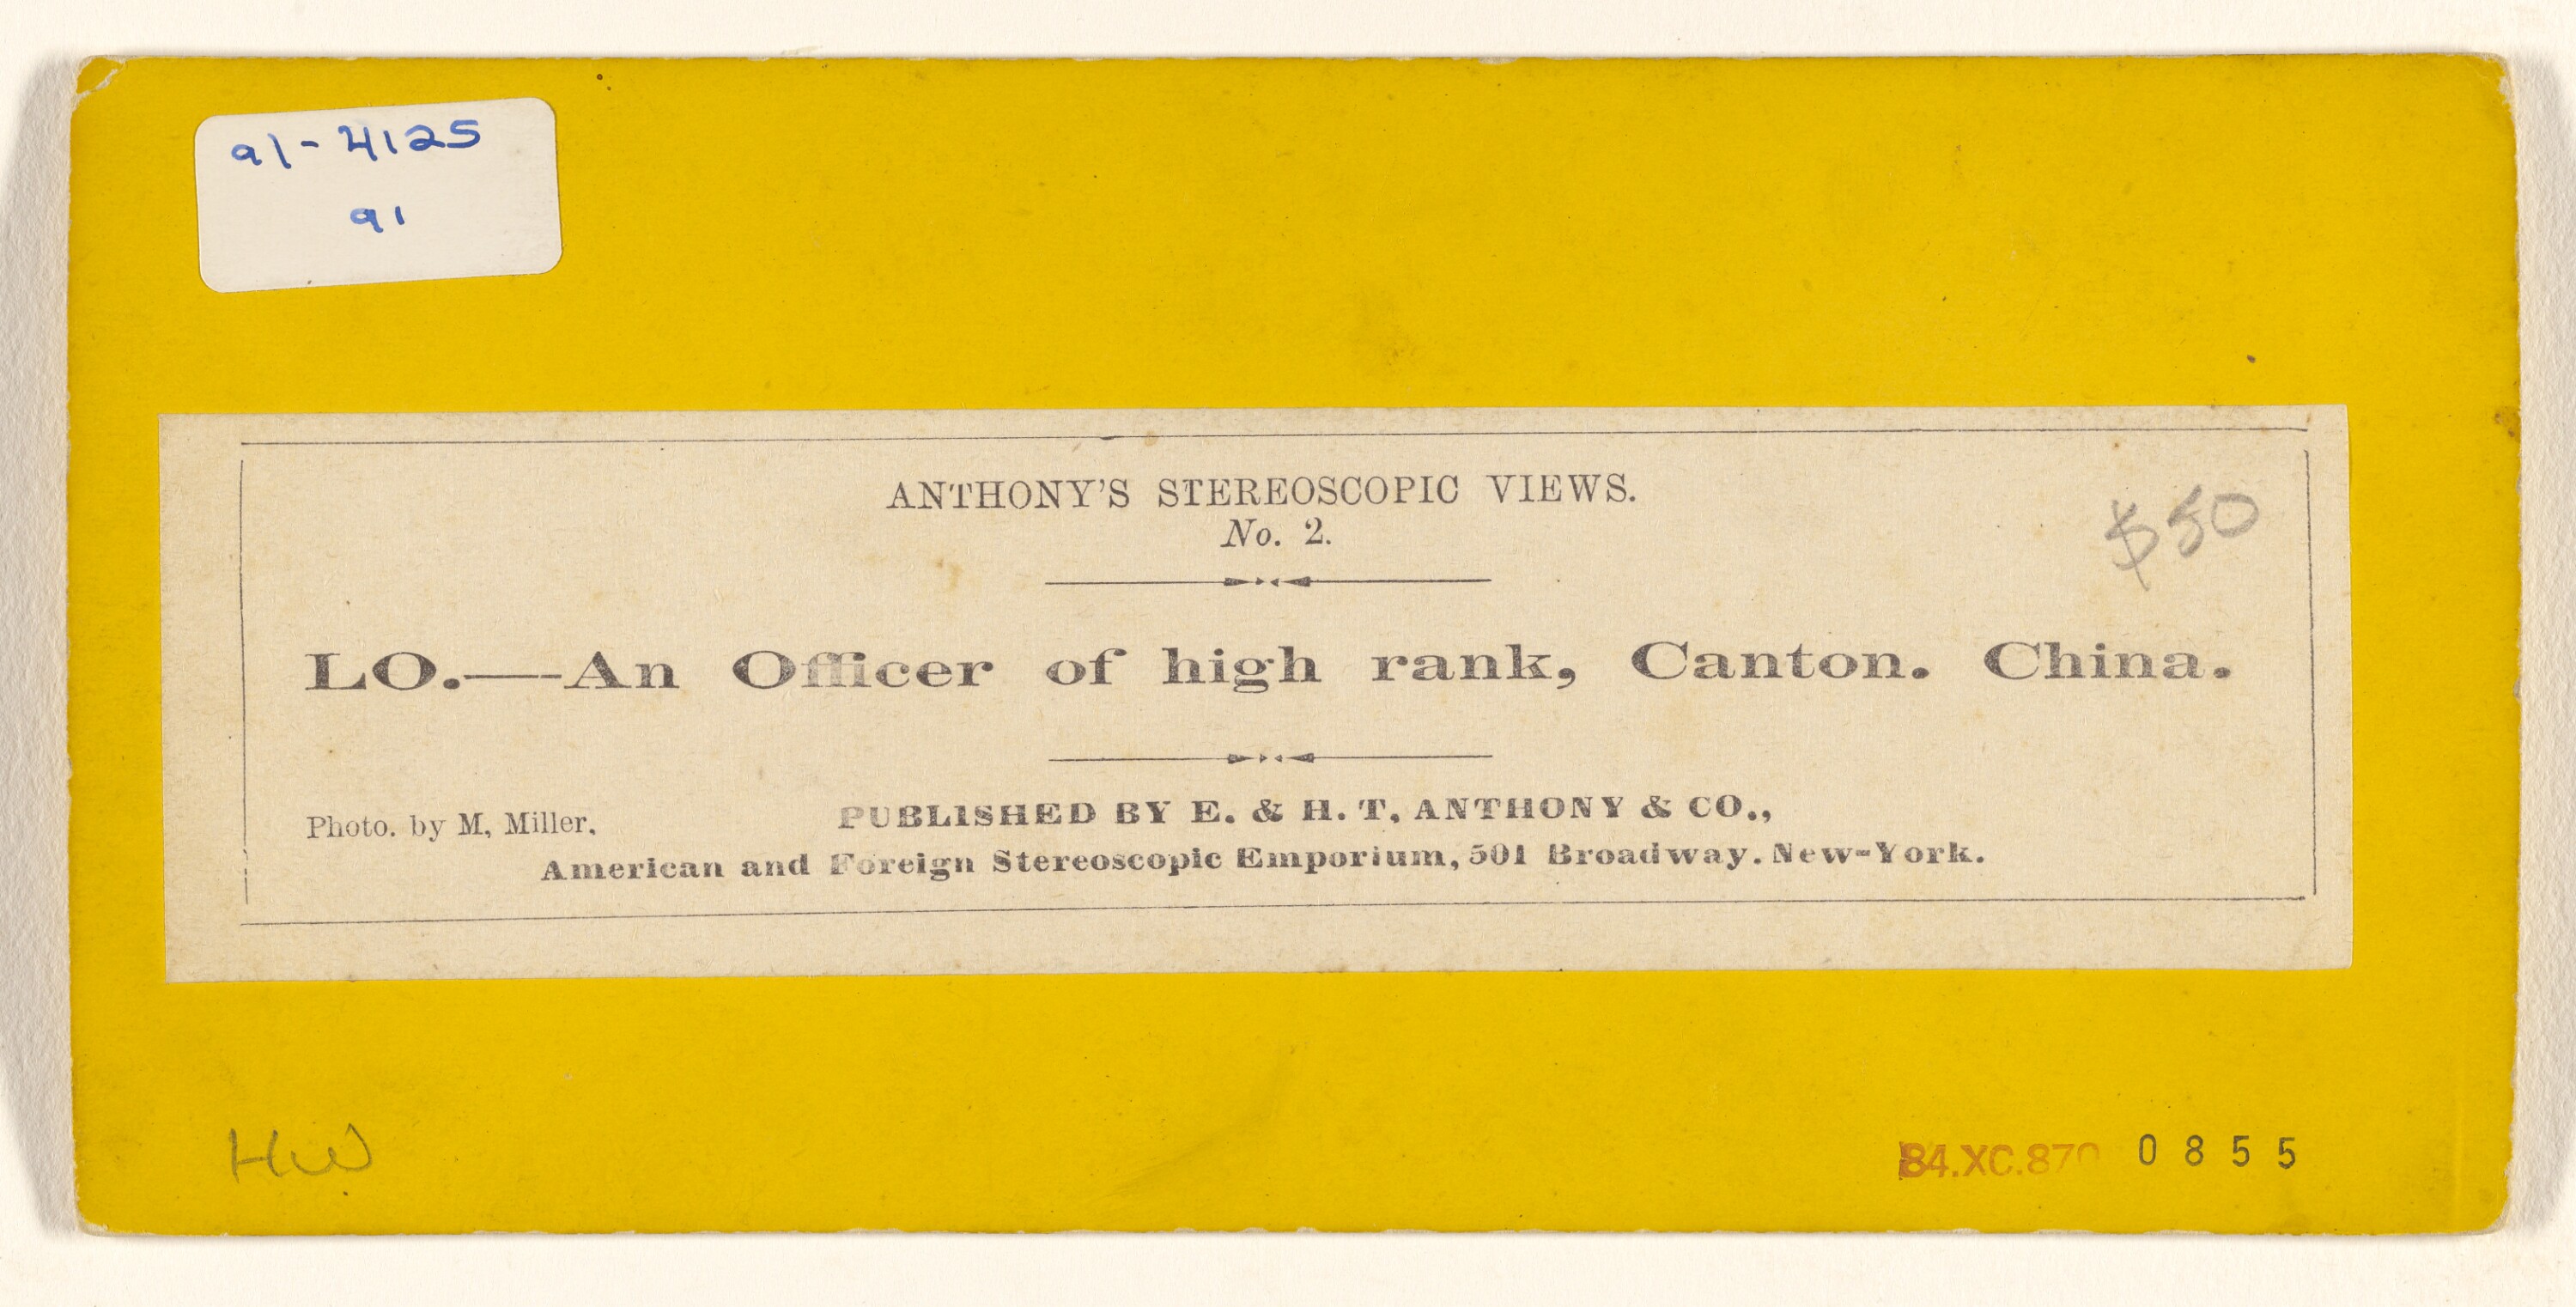 91-4125
91
ANTHONY'S STEREOSCOPIC VIEWS.
No. 2.
$50
LO.—An Officer of high rank, Canton. China.
Photo. by M, Miller.
PUBLISHED BY E. & H. T. ANTHONY & CO.,
American and Foreign Stereoscopic Emporium, 501 Broadway. New-York.
HW
84.XC.870 0855